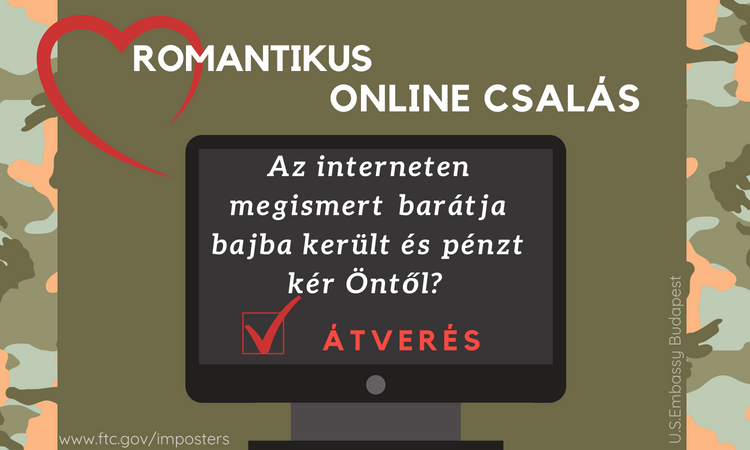 ROMANTIKUS
ONLINE CSALÁS
Az interneten
megismert barátja
bajba került és pénzt
kér Öntől?
ÁTVERÉS
www.ftc.gov/imposters
U.S.Embassy Budapest